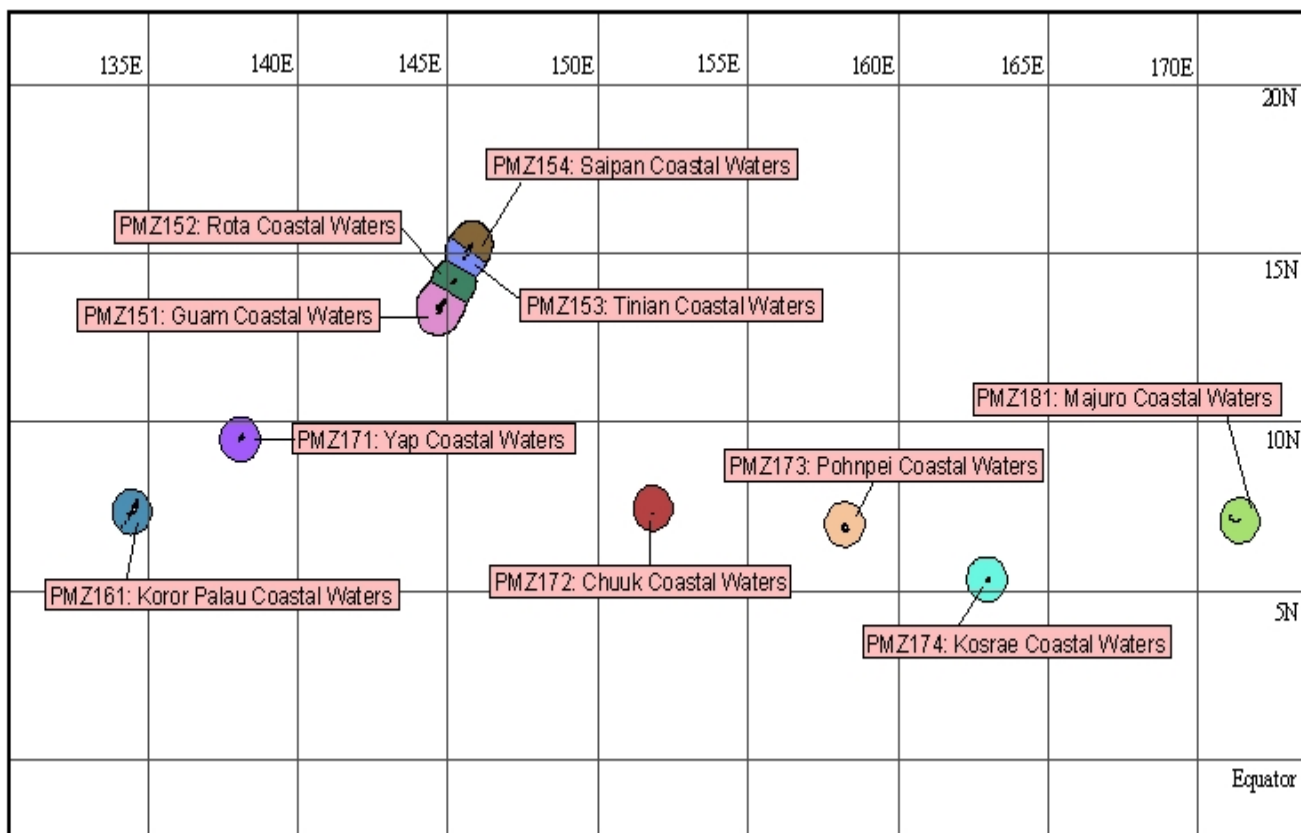 135E
140E
145E
150E
155E
160E
165E
170E
20N
PMZ154: Saipan Coastal Waters
PMZ152: Rota Coastal Waters
15N
PMZ153: Tinian Coastal Waters
PMZ151: Guam Coastal Waters
PMZ181: Majuro Coastal Waters
10N
PMZ171: Yap Coastal Waters
PMZ173: Pohnpei Coastal Waters
PMZ172: Chuuk Coastal Waters
PMZ161: Koror Palau Coastal Waters
5N
PMZ174: Kosrae Coastal Waters
Equator